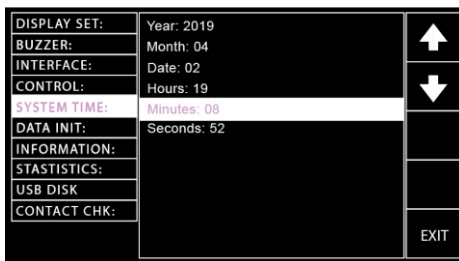 DISPLAY SET:
BUZZER:
INTERFACE:
CONTROL:
SYSTEM TIME:
DATA INIT:
INFORMATION:
STASTISTICS:
USB DISK
CONTACT CHK:
Year: 2019
Month: 04
Date: 02
Hours: 19
Minutes: 08
Seconds: 52
EXIT